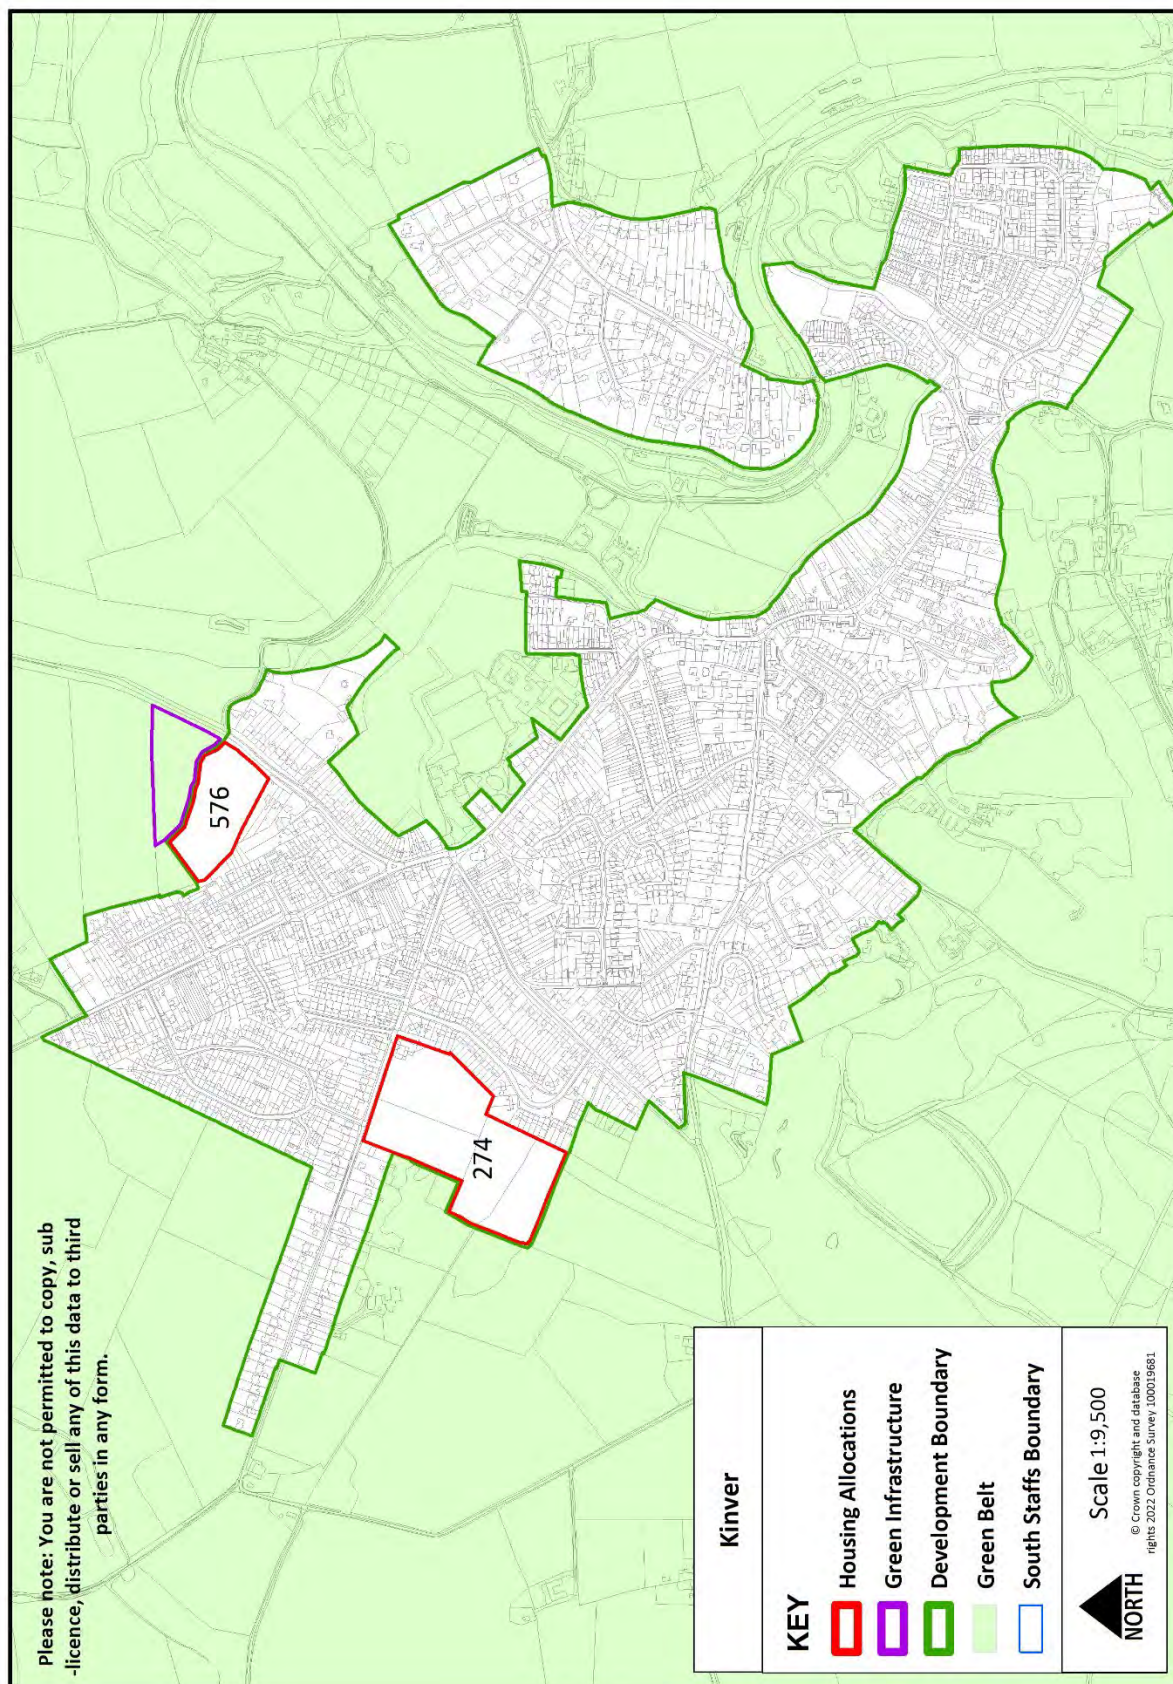 Please note: You are not permitted to copy, sub
-licence, distribute or sell any of this data to third
parties in any form.
576
274
Kinver
KEY
Housing Allocations
Green Infrastructure
Development Boundary
Green Belt
South Staffs Boundary
NORTH
Scale 1:9,500
© Crown copyright and database
rights 2022 Ordnance Survey 100019681